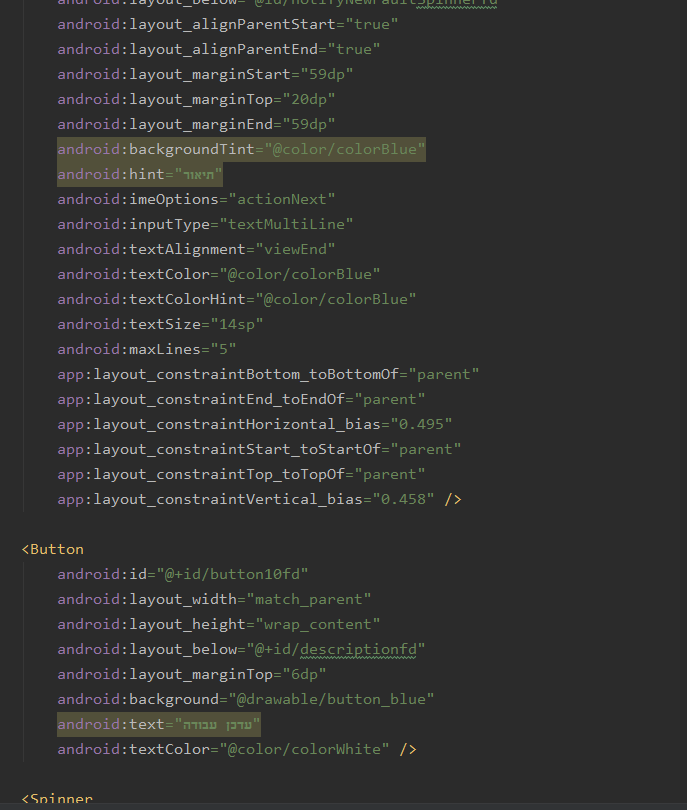 android:layout_below="@id/notifyNewFaultSpinnerfd
android:layout_alignParentStart="true"
android:layout_alignParentEnd="true"
android:layout_marginStart="59dp"
android:layout_marginTop="20dp"
android:layout_marginEnd="59dp"
android:backgroundTint="@color/colorBlue"
android:hint="תיאור"
android:imeOptions="actionNext"
android:inputType="textMultiLine"
android:textAlignment="viewEnd"
android:textColor="@color/colorBlue"
android:textColorHint="@color/colorBlue"
android:textSize="14sp"
android:maxLines="5"
app:layout_constraintBottom_toBottomOf="parent"
app:layout_constraintEnd_toEndOf="parent"
app:layout_constraintHorizontal_bias="0.495"
app:layout_constraintStart_toStartOf="parent"
app:layout_constraintTop_toTopOf="parent"
app:layout_constraintVertical_bias="0.458" />
<Button
android:id="@+id/button10fd"
android:layout_width="match_parent"
android:layout_height="wrap_content"
android:layout_below="@+id/descriptionfd"
android:layout_marginTop="6dp"
android:background="@drawable/button_blue"
android:text="עדכן עבודה"
android:textColor="@color/colorWhite" />
<Spinner